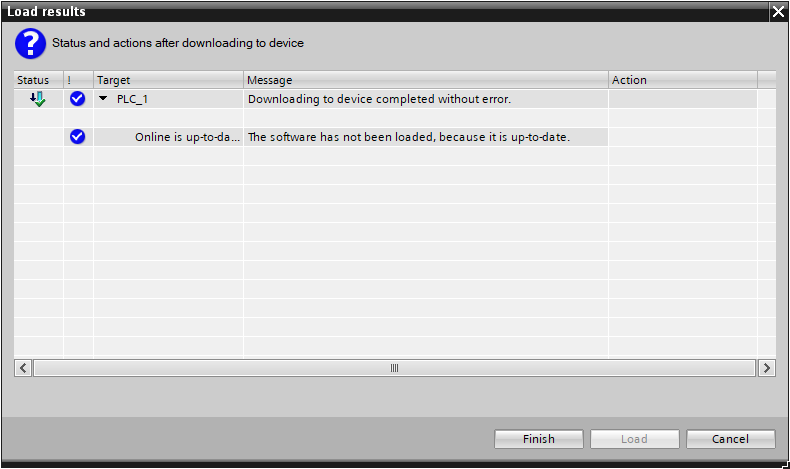 Load results
Status and actions after downloading to device
Status ! Target Message Action
PLC_1 Downloading to device completed without error.
Online is up-to-da... The software has not been loaded, because it is up-to-date.
Finish Load Cancel